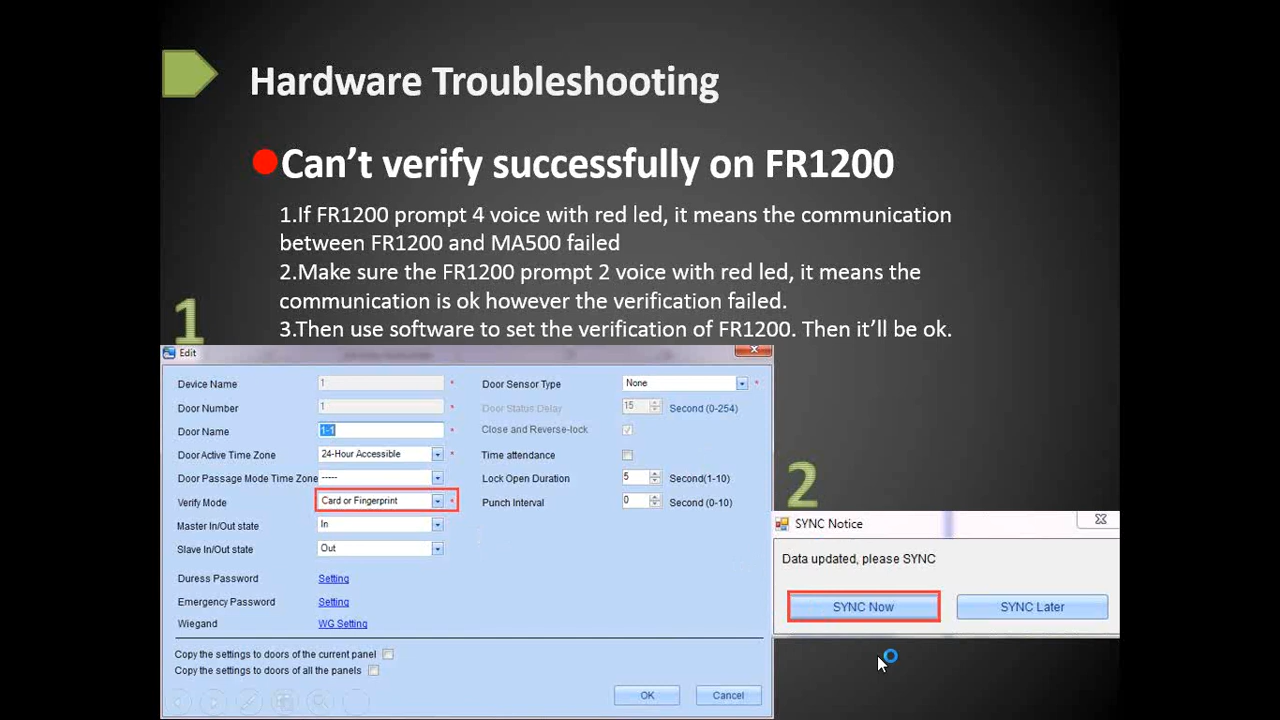 Hardware Troubleshooting
Can't verify successfully on FR1200
1.If FR1200 prompt 4 voice with red led, it means the communication
between FR1200 and MA500 failed
2.Make sure the FR1200 prompt 2 voice with red led, it means the
communication is ok however the verification failed.
3.Then use software to set the verification of FR1200. Then it'll be ok.
1
Edit
Device Name 1 *
Door Number 1 *
Door Name 1-1 *
Door Active Time Zone 24-Hour Accessible *
Door Passage Mode Time Zone -----
Verify Mode Card or Fingerprint *
Master In/Out state In
Slave In/Out state Out
Duress Password Setting
Emergency Password Setting
Wiegand WG Setting
Door Sensor Type None *
Door Status Delay 15 Second (0-254)
Close and Reverse-lock
Time attendance
Lock Open Duration 5 Second(1-10)
Punch Interval 0 Second (0-10)
Copy the settings to doors of the current panel
Copy the settings to doors of all the panels
OK Cancel
2
SYNC Notice
Data updated, please SYNC
SYNC Now SYNC Later